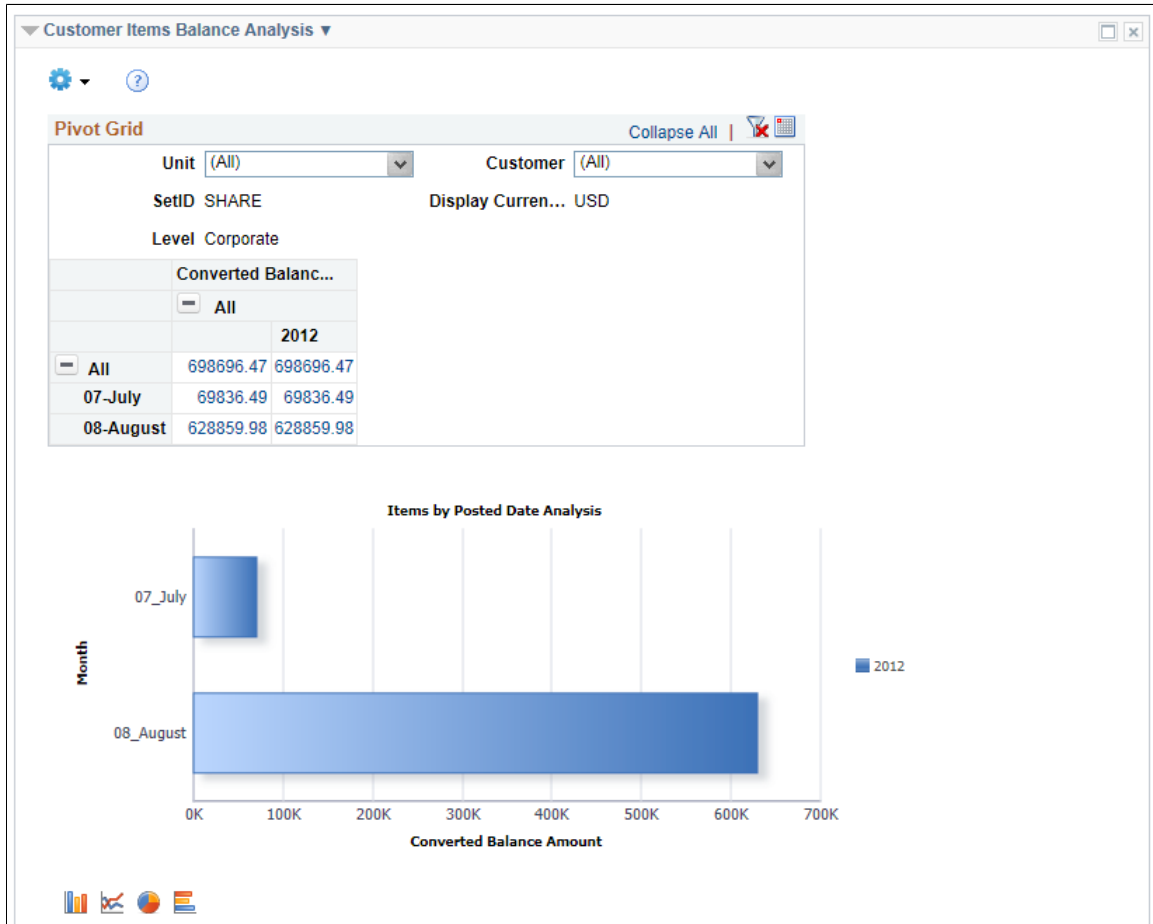 Customer Items Balance Analysis ▼
?
Pivot Grid Collapse All |
Unit (All) Customer (All)
SetID SHARE Display Curren... USD
Level Corporate
Converted Balanc...
All
2012
All 698696.47 698696.47
07-July 69836.49 69836.49
08-August 628859.98 628859.98
Items by Posted Date Analysis
07_July
Month
2012
08_August
0K 100K 200K 300K 400K 500K 600K 700K
Converted Balance Amount